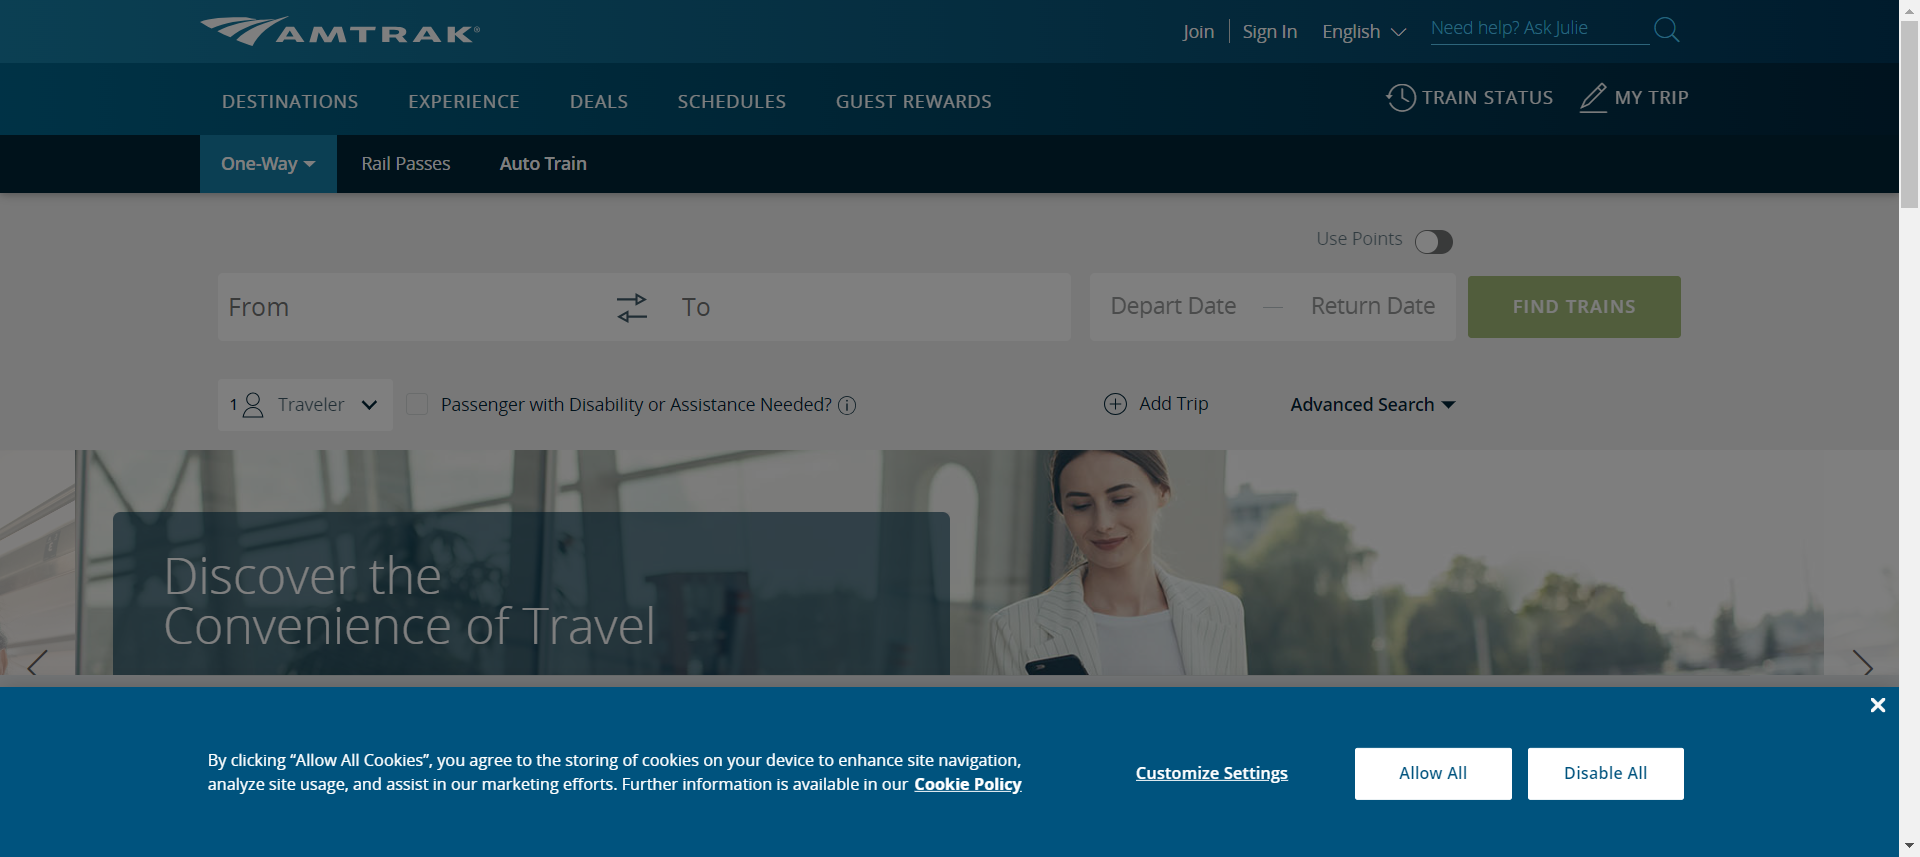 AMTRAK®
Join
Sign In
English
Need help? Ask Julie
DESTINATIONS
EXPERIENCE
DEALS
SCHEDULES
GUEST REWARDS
TRAIN STATUS
MY TRIP
One-Way
Rail Passes
Auto Train
Use Points
From
To
Depart Date — Return Date
FIND TRAINS
1 Traveler
Passenger with Disability or Assistance Needed?
Add Trip
Advanced Search
Discover the
Convenience of Travel
By clicking “Allow All Cookies”, you agree to the storing of cookies on your device to enhance site navigation,
analyze site usage, and assist in our marketing efforts. Further information is available in our Cookie Policy
Customize Settings
Allow All
Disable All